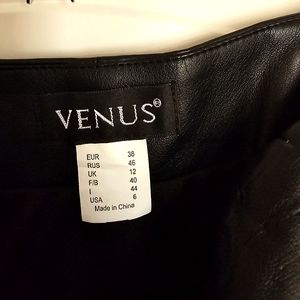 VENUS®
EUR 38
RUS 46
UK 12
F/B 40
I 44
USA 6
Made in China